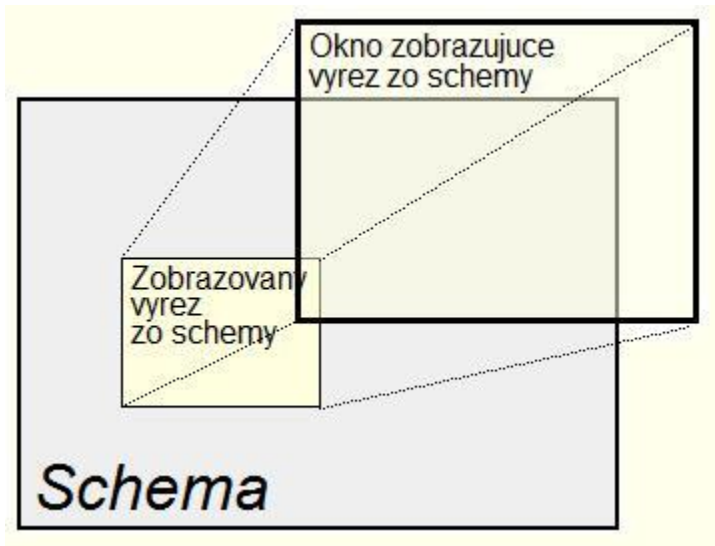 Okno zobrazujuce
vyrez zo schemy
Zobrazovany
vyrez
zo schemy
Schema